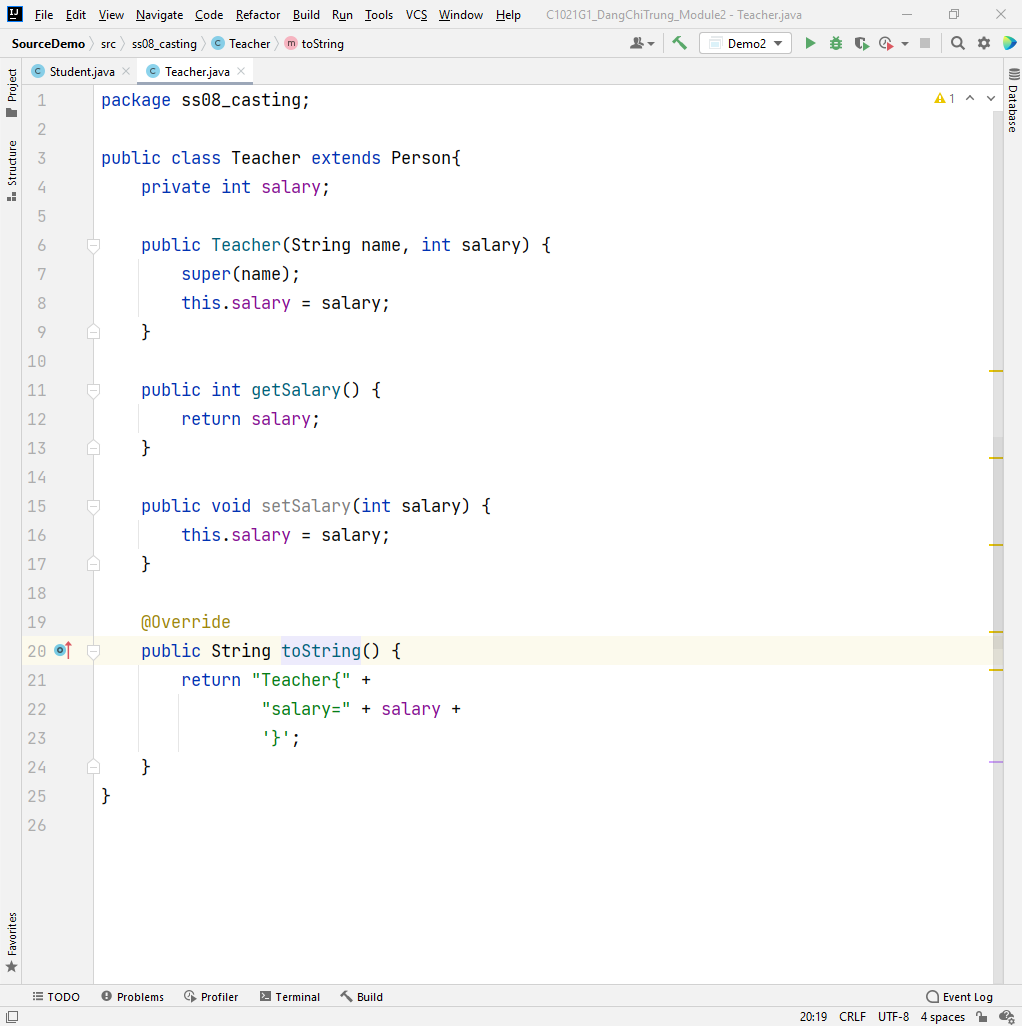 File Edit View Navigate Code Refactor Build Run Tools VCS Window Help C1021G1_DangChiTrung_Module2 - Teacher.java
SourceDemo src ss08_casting Teacher toString Demo2
Project
Structure
Favorites
Database
Student.java Teacher.java
1 package ss08_casting; 1
2
3 public class Teacher extends Person{
4 private int salary;
5
6 public Teacher(String name, int salary) {
7 super(name);
8 this.salary = salary;
9 }
10
11 public int getSalary() {
12 return salary;
13 }
14
15 public void setSalary(int salary) {
16 this.salary = salary;
17 }
18
19 @Override
20 public String toString() {
21 return "Teacher{" +
22 "salary=" + salary +
23 '}';
24 }
25 }
26
TODO Problems Profiler Terminal Build Event Log
20:19 CRLF UTF-8 4 spaces